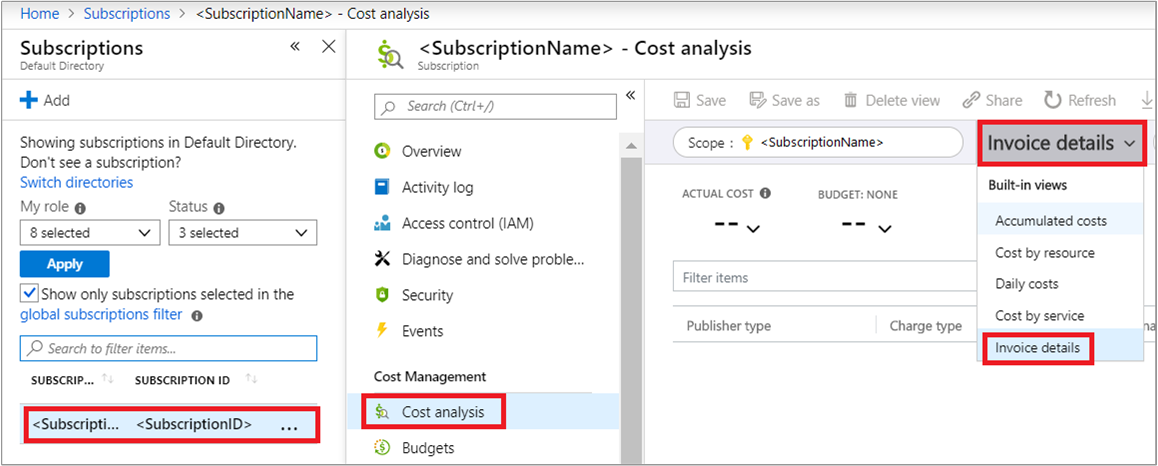 Home > Subscriptions > <SubscriptionName> - Cost analysis
Subscriptions
Default Directory
Add
Showing subscriptions in Default Directory.
Don't see a subscription?
Switch directories
My role
Status
8 selected
3 selected
Apply
Show only subscriptions selected in the
global subscriptions filter
Search to filter items...
SUBSCRIP...
SUBSCRIPTION ID
<Subscripti...
<SubscriptionID>
...
<SubscriptionName> - Cost analysis
Subscription
Search (Ctrl+/)
Overview
Activity log
Access control (IAM)
Diagnose and solve proble...
Security
Events
Cost Management
Cost analysis
Budgets
Save
Save as
Delete view
Share
Refresh
Scope : <SubscriptionName>
Invoice details
ACTUAL COST
BUDGET: NONE
--
--
Filter items
Publisher type
Charge type
Built-in views
Accumulated costs
Cost by resource
Daily costs
Cost by service
Invoice details